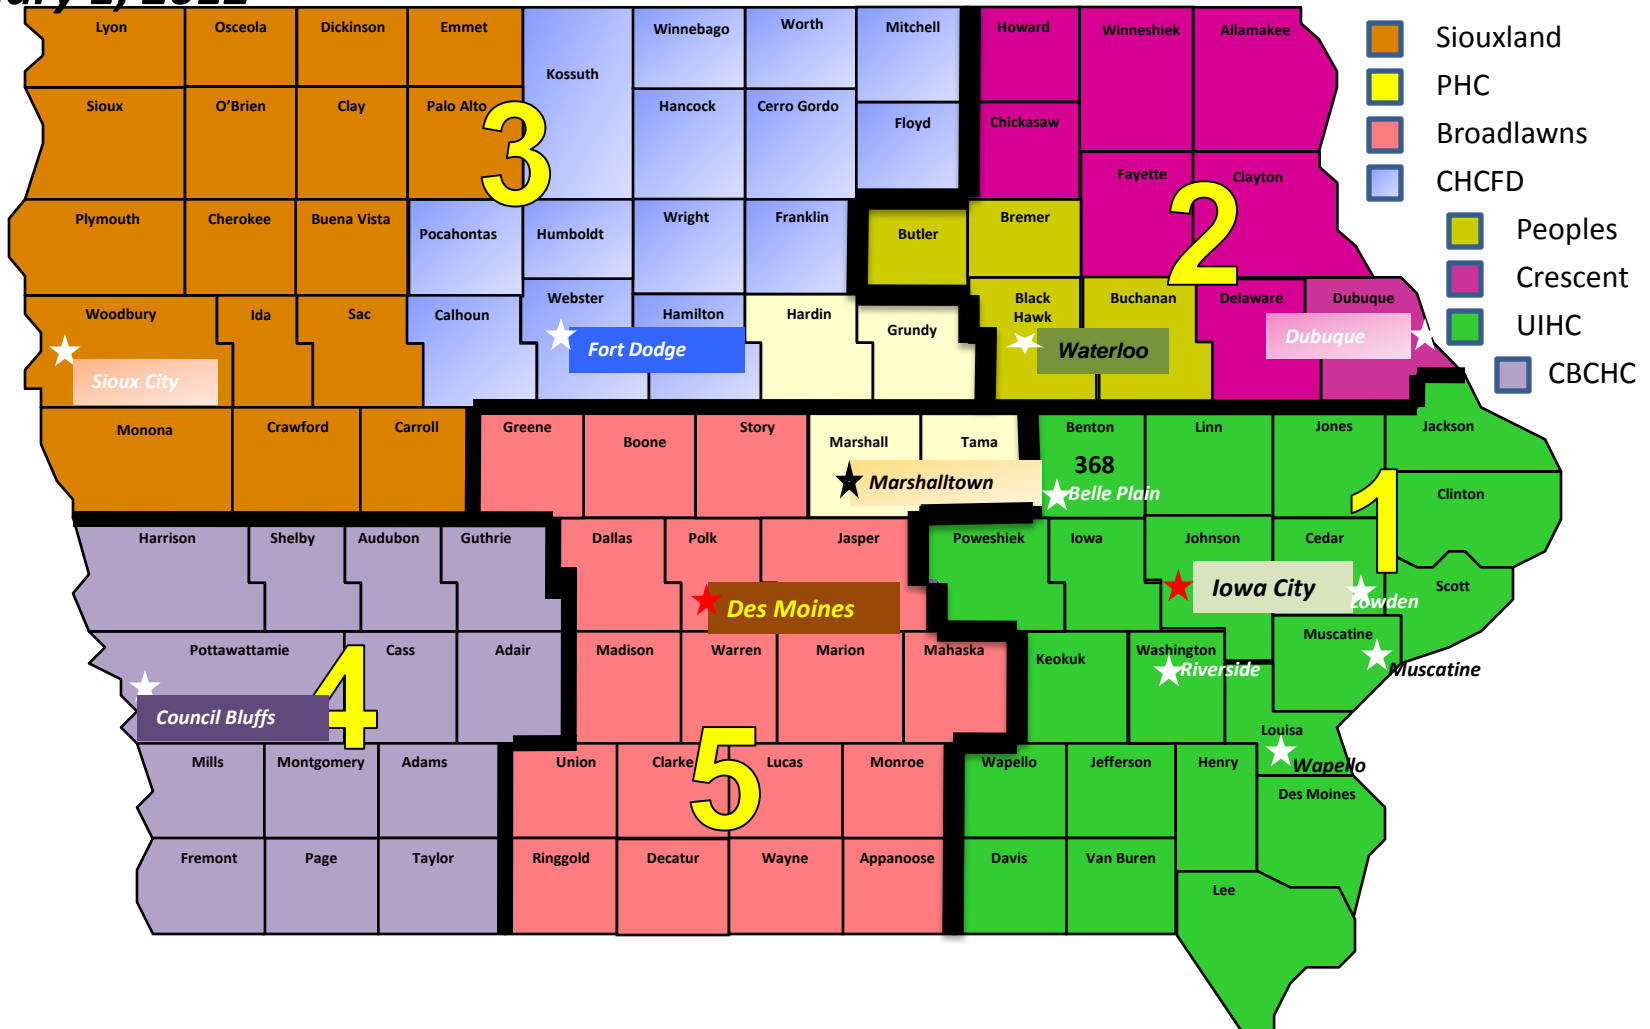 2012
Lyon
Osceola
Dickinson
Emmet
Kossuth
Winnebago
Worth
Mitchell
Howard
Winneshiek
Allamakee
Siouxland
PHC
Broadlawns
CHCFD
Peoples
Crescent
UIHC
CBCHC
Sioux
O'Brien
Clay
Palo Alto
3
Hancock
Cerro Gordo
Floyd
Chickasaw
Fayette
Clayton
2
Plymouth
Cherokee
Buena Vista
Pocahontas
Humboldt
Wright
Franklin
Butler
Bremer
Woodbury
Ida
Sac
Calhoun
Webster
Hamilton
Hardin
Grundy
Black
Hawk
Buchanan
Delaware
Dubuque
Sioux City
Fort Dodge
Waterloo
Dubuque
Monona
Crawford
Carroll
Greene
Boone
Story
Marshall
Tama
Benton
Linn
Jones
Jackson
368
Marshalltown
Belle Plain
1
Clinton
Harrison
Shelby
Audubon
Guthrie
Dallas
Polk
Jasper
Poweshiek
Iowa
Johnson
Cedar
Scott
Des Moines
Iowa City
Lowden
Pottawattamie
Cass
Adair
Madison
Warren
Marion
Mahaska
Keokuk
Washington
Riverside
Muscatine
Muscatine
4
Council Bluffs
Louisa
Wapello
Mills
Montgomery
Adams
Union
Clarke
5
Lucas
Monroe
Wapello
Jefferson
Henry
Des Moines
Fremont
Page
Taylor
Ringgold
Decatur
Wayne
Appanoose
Davis
Van Buren
Lee